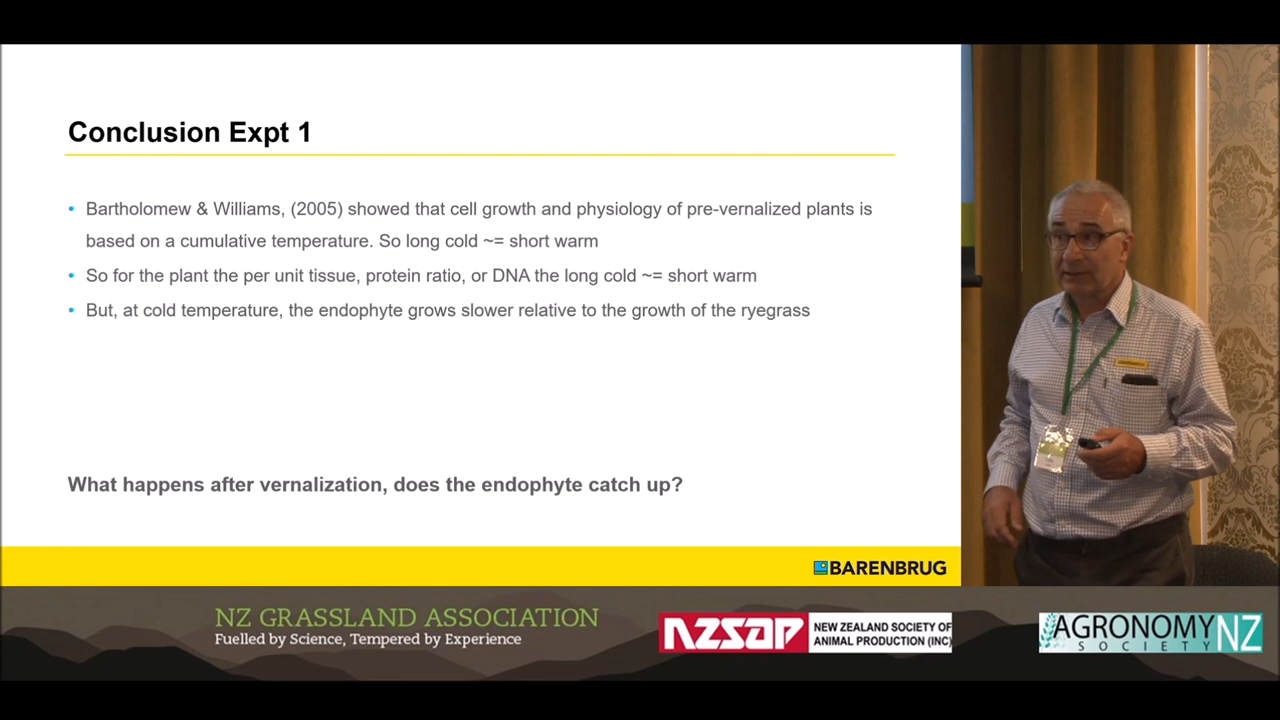 Conclusion Expt 1
• Bartholomew & Williams, (2005) showed that cell growth and physiology of pre-vernalized plants is
based on a cumulative temperature. So long cold ~= short warm
• So for the plant the per unit tissue, protein ratio, or DNA the long cold ~= short warm
• But, at cold temperature, the endophyte grows slower relative to the growth of the ryegrass
What happens after vernalization, does the endophyte catch up?
BARENBRUG
NZ GRASSLAND ASSOCIATION
Fuelled by Science, Tempered by Experience
NZSAP
NEW ZEALAND SOCIETY OF
ANIMAL PRODUCTION (INC)
AGRONOMY NZ
SOCIETY